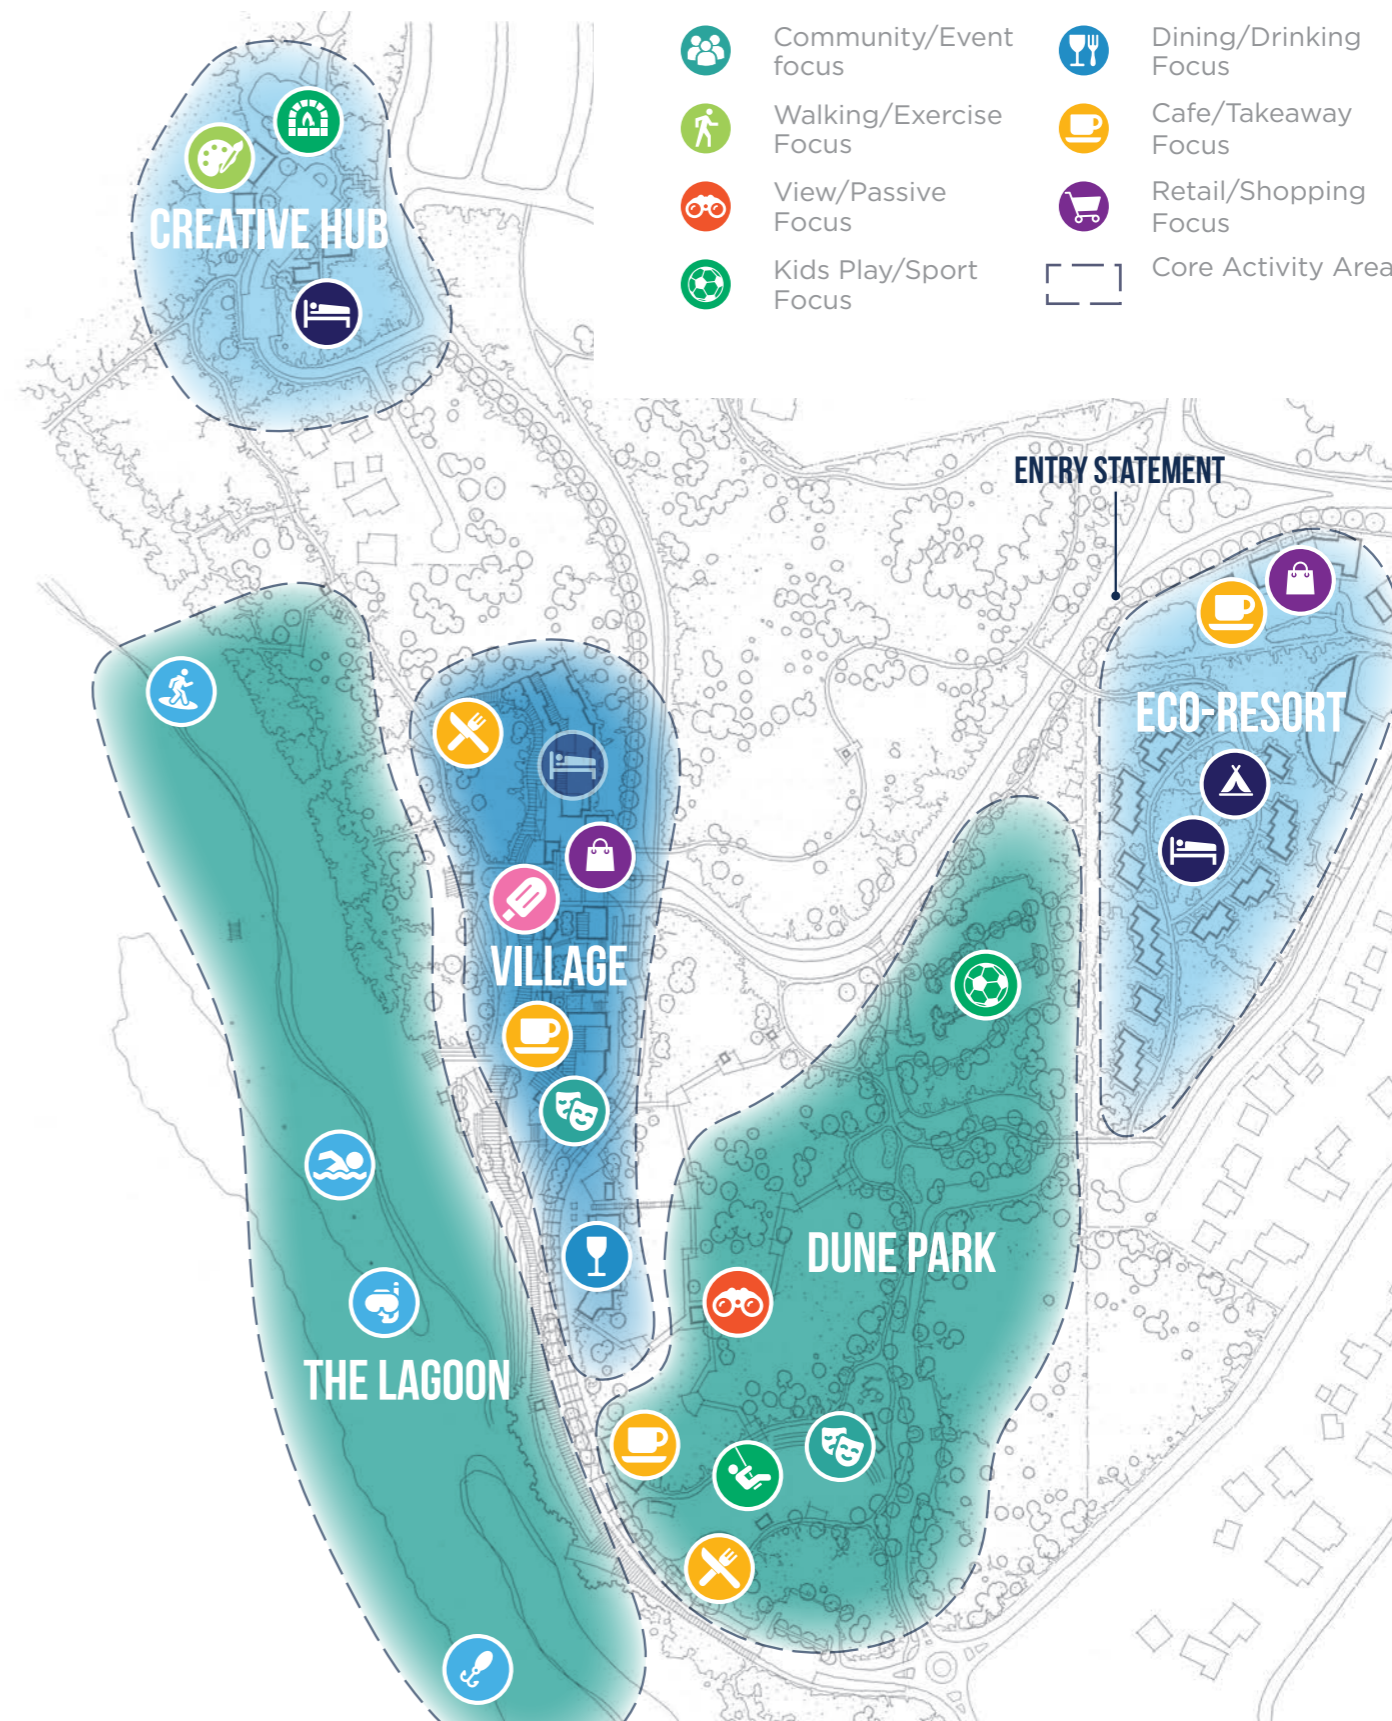 Community/Event
focus
Dining/Drinking
Focus
Walking/Exercise
Focus
Cafe/Takeaway
Focus
View/Passive
Focus
Retail/Shopping
Focus
Kids Play/Sport
Focus
Core Activity Area
CREATIVE HUB
ENTRY STATEMENT
ECO-RESORT
VILLAGE
DUNE PARK
THE LAGOON